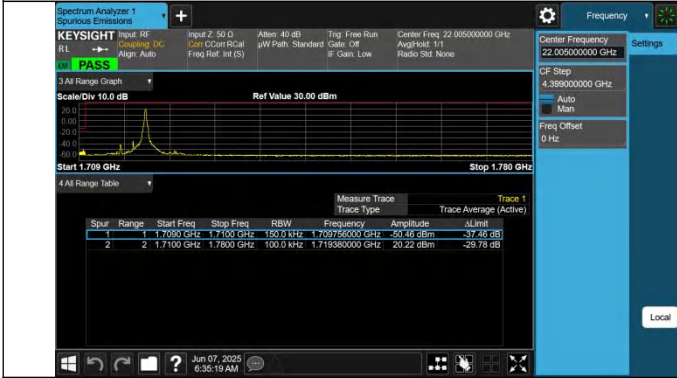 Spectrum Analyzer 1
Spurious Emissions
+
Frequency
KEYSIGHT Input: RF Input Z: 50 Ω Atten: 40 dB Trig: Free Run Center Freq: 22.005000000 GHz
RL Coupling: DC Corr CCorr RCal µW Path: Standard Gate: Off Avg|Hold: 1/1
Align: Auto Freq Ref: Int (S) IF Gain: Low Radio Std: None
PASS
3 All Range Graph
Scale/Div 10.0 dB Ref Value 30.00 dBm
20.0
0.00
-20.0
-40.0
-60.0
Start 1.709 GHz Stop 1.780 GHz
4 All Range Table
Measure Trace Trace 1
Trace Type Trace Average (Active)
Spur Range Start Freq Stop Freq RBW Frequency Amplitude ΔLimit
1 1 1.7090 GHz 1.7100 GHz 150.0 kHz 1.709756000 GHz -50.46 dBm -37.46 dB
2 2 1.7100 GHz 1.7800 GHz 100.0 kHz 1.719380000 GHz 20.22 dBm -29.78 dB
Center Frequency
22.005000000 GHz
Settings
CF Step
4.399000000 GHz
Auto
Man
Freq Offset
0 Hz
Local
?
Jun 07, 2025
6:35:19 AM